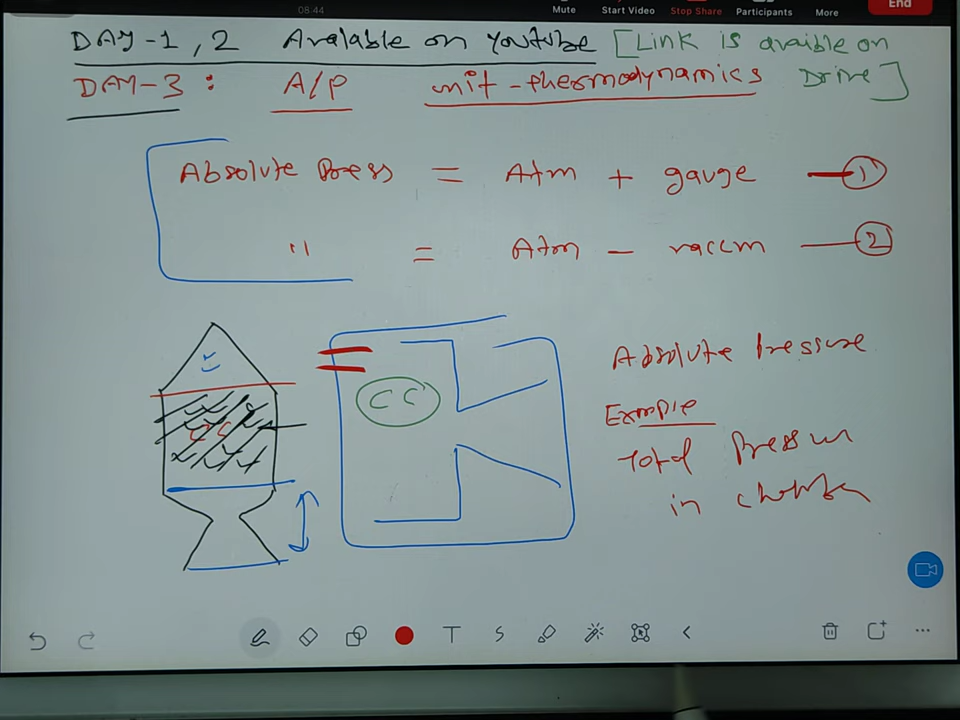 08:44
Mute Start Video Stop Share Participants More End
DAY-1, 2 Avalable on YouTube [Link is avaible on Drive]
DAY-3: A/P unit-thermodynamics
Absolute Press = Atm + gauge — 1
" = Atm - vaccum — 2
CC
CC
Absolute Pressure
Example
Total Pressure
in chamber
T S